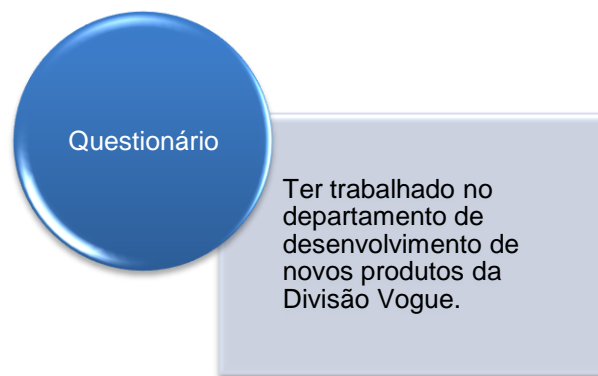 Questionário
Ter trabalhado no
departamento de
desenvolvimento de
novos produtos da
Divisão Vogue.